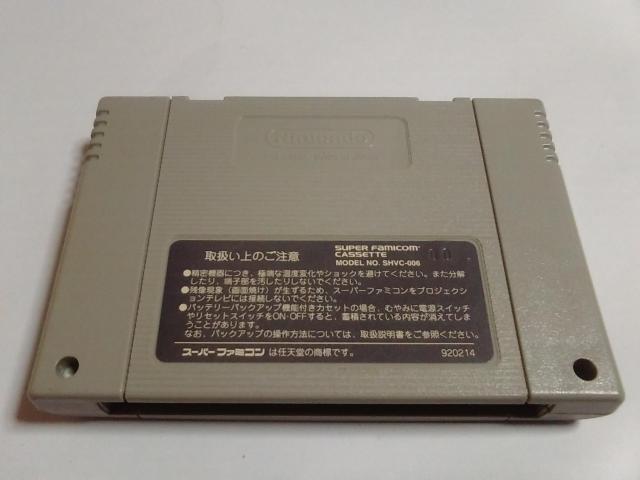 Nintendo
取扱い上のご注意
SUPER FAMICOM
CASSETTE
MODEL NO. SHVC-006
10
●精密機器につき、極端な温度変化やショックを避けてください。また分解
したり、端子部を汚したりしないでください。
●残像現象(画面焼け)が生ずるため、スーパーファミコンをプロジェクショ
ンテレビには接続しないでください。
●バッテリーバックアップ機能付きカセットの場合、むやみに電源スイッチ
やリセットスイッチをON・OFFすると、蓄積されている内容が消えてしま
うことがあります。
なお、バックアップの操作方法については、取扱説明書をご参照ください。
スーパーファミコン は任天堂の商標です。
920214